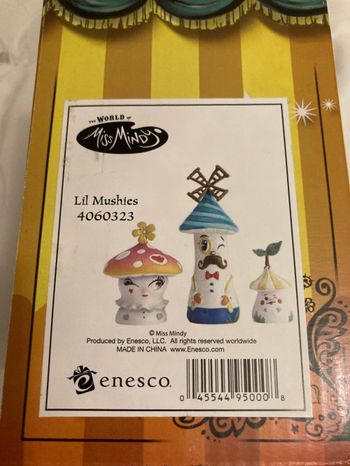 THE WORLD of
Miss Mindy
Lil Mushies
4060323
© Miss Mindy
Produced by Enesco, LLC. All rights reserved worldwide
MADE IN CHINA www.Enesco.com
enesco.
0 45544 95000 8